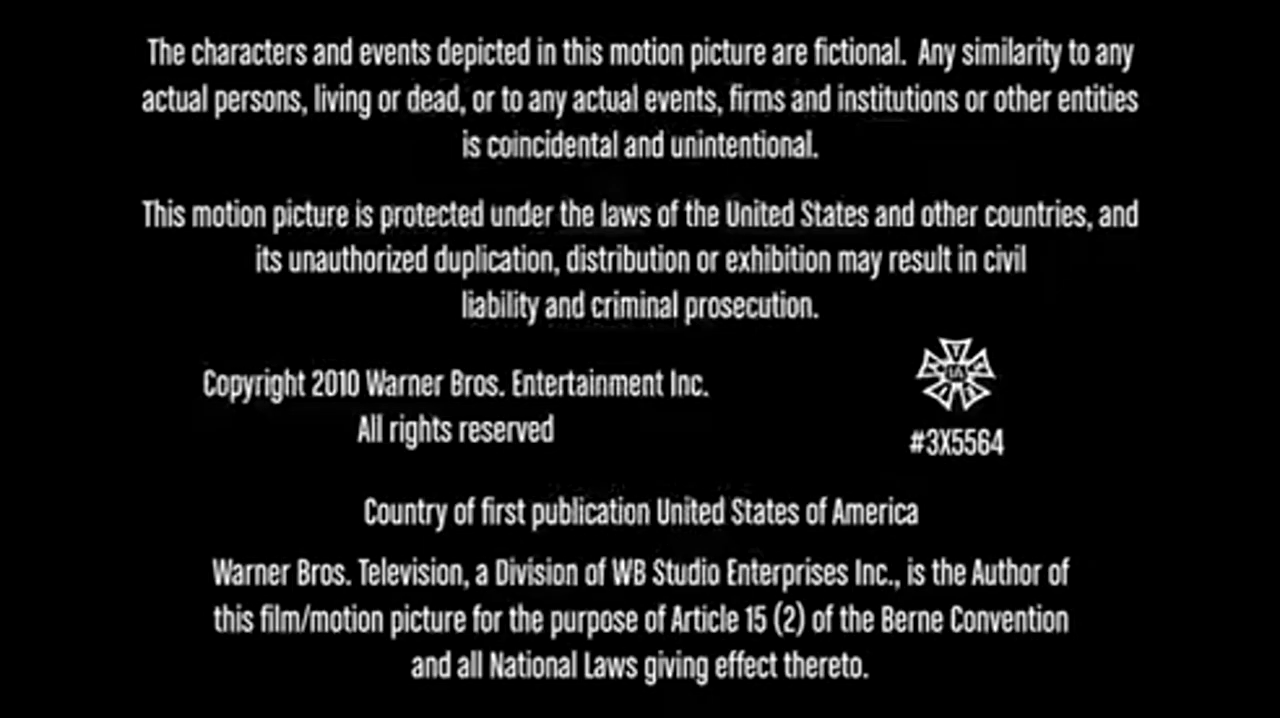 The characters and events depicted in this motion picture are fictional. Any similarity to any
actual persons, living or dead, or to any actual events, firms and institutions or other entities
is coincidental and unintentional.
This motion picture is protected under the laws of the United States and other countries, and
its unauthorized duplication, distribution or exhibition may result in civil
liability and criminal prosecution.
Copyright 2010 Warner Bros. Entertainment Inc.
All rights reserved
#3X5564
Country of first publication United States of America
Warner Bros. Television, a Division of WB Studio Enterprises Inc., is the Author of
this film/motion picture for the purpose of Article 15 (2) of the Berne Convention
and all National Laws giving effect thereto.